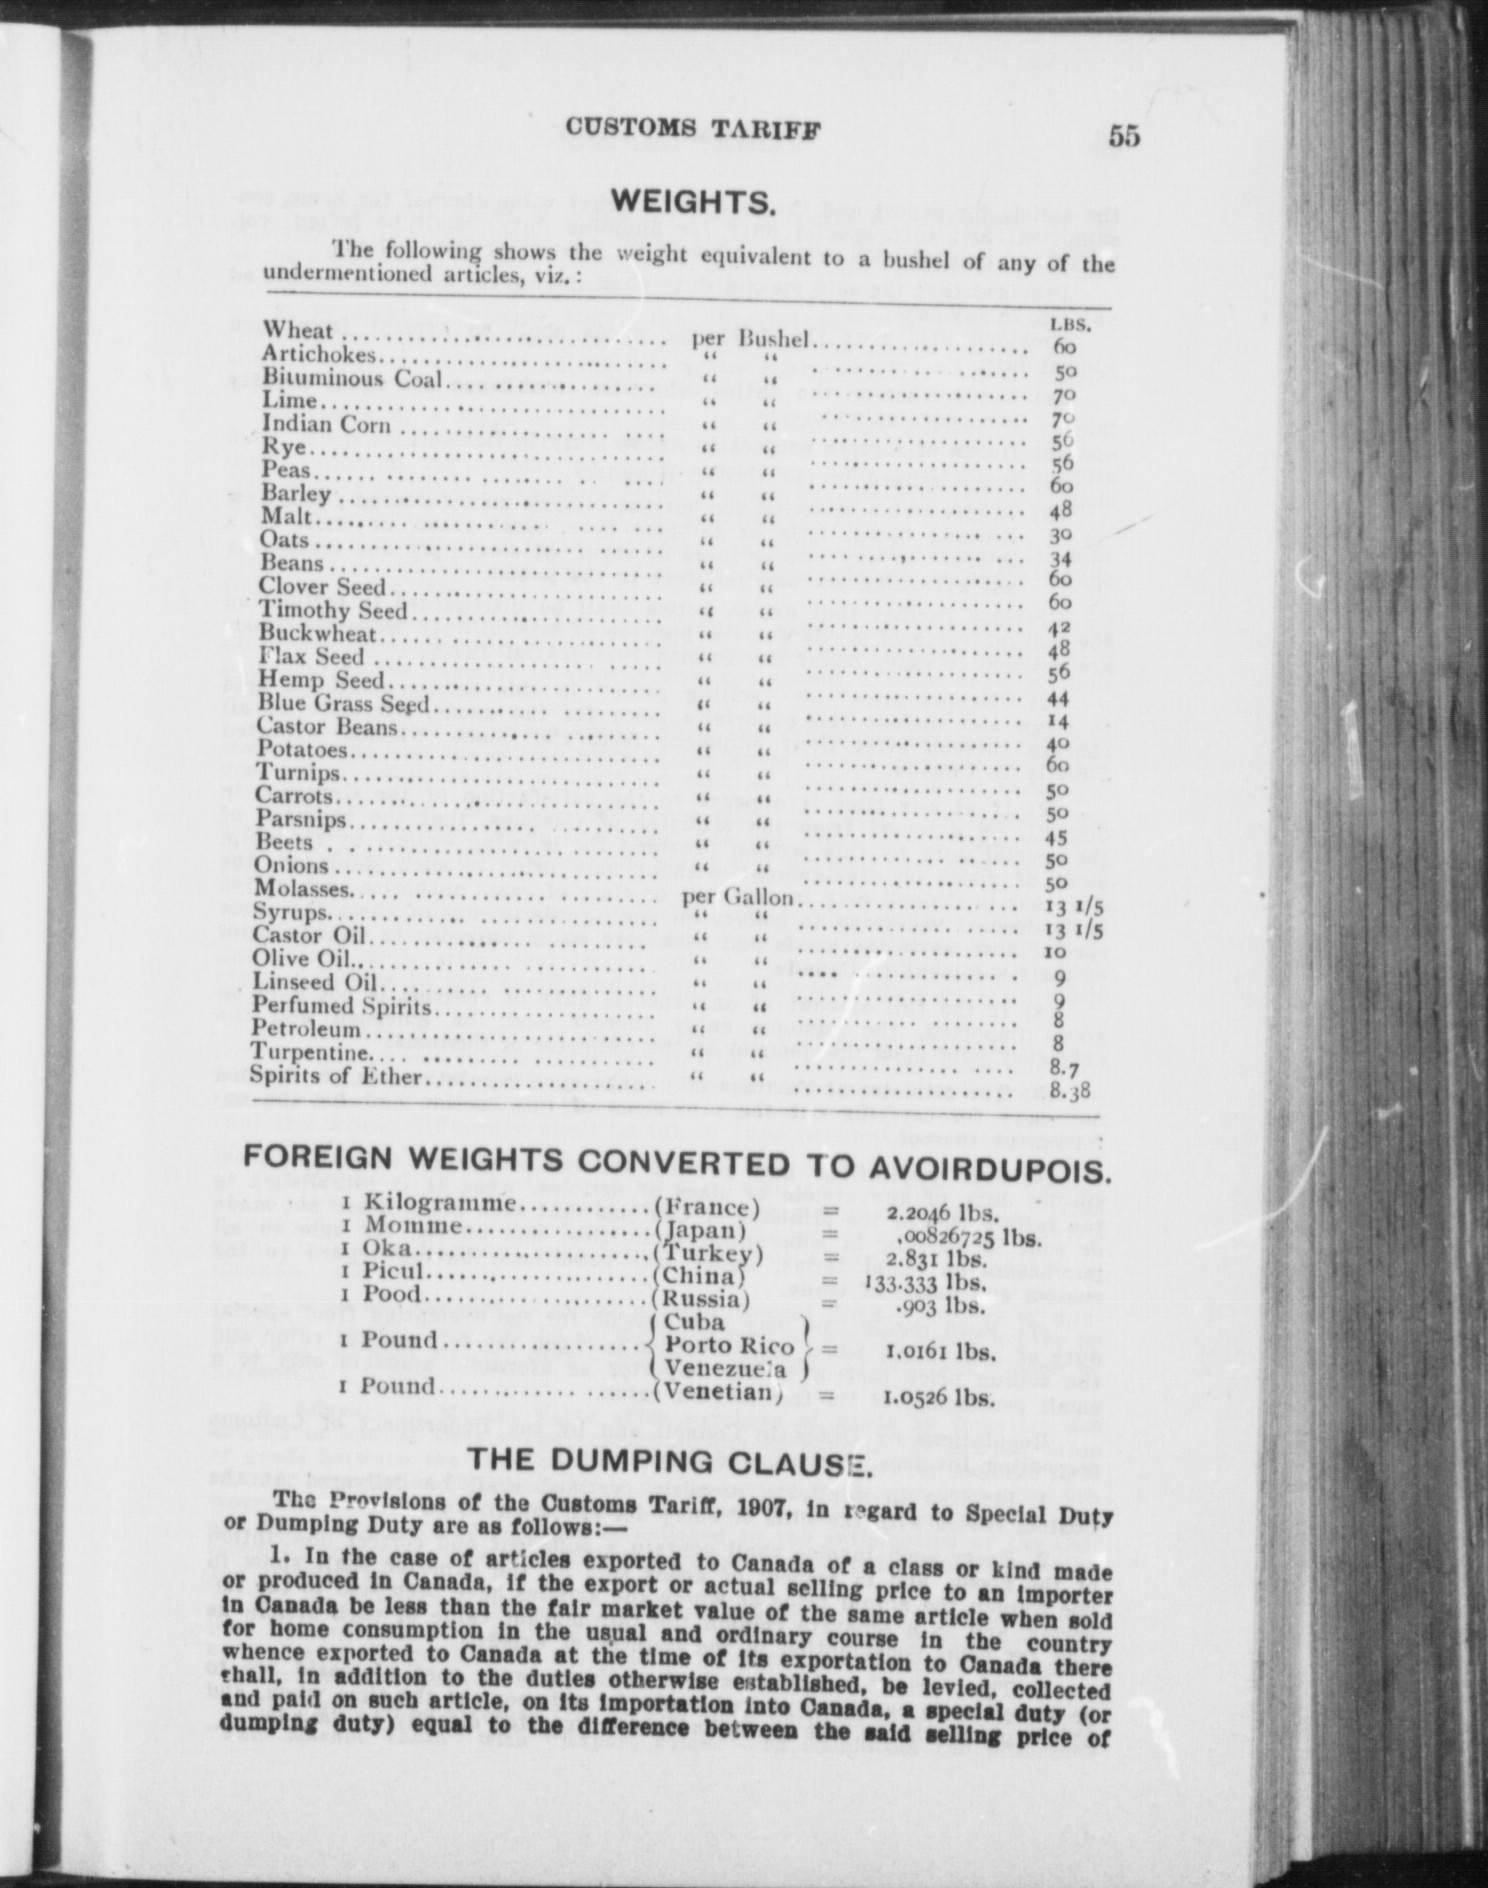 CUSTOMS TARIFF 55
WEIGHTS.
The following shows the weight equivalent to a bushel of any of the
undermentioned articles, viz.:
LBS.
Wheat ........ per Bushel ........ 60
Artichokes ........ " " ........ 50
Bituminous Coal ........ " " ........ 70
Lime ........ " " ........ 70
Indian Corn ........ " " ........ 56
Rye ........ " " ........ 56
Peas ........ " " ........ 60
Barley ........ " " ........ 48
Malt ........ " " ........ 30
Oats ........ " " ........ 34
Beans ........ " " ........ 60
Clover Seed ........ " " ........ 60
Timothy Seed ........ " " ........ 42
Buckwheat ........ " " ........ 48
Flax Seed ........ " " ........ 56
Hemp Seed ........ " " ........ 44
Blue Grass Seed ........ " " ........ 14
Castor Beans ........ " " ........ 40
Potatoes ........ " " ........ 60
Turnips ........ " " ........ 50
Carrots ........ " " ........ 50
Parsnips ........ " " ........ 45
Beets ........ " " ........ 50
Onions ........ " " ........ 50
Molasses ........ per Gallon ........ 13 1/5
Syrups ........ " " ........ 13 1/5
Castor Oil ........ " " ........ 10
Olive Oil ........ " " ........ 9
Linseed Oil ........ " " ........ 9
Perfumed Spirits ........ " " ........ 8
Petroleum ........ " " ........ 8
Turpentine ........ " " ........ 8.7
Spirits of Ether ........ " " ........ 8.38
FOREIGN WEIGHTS CONVERTED TO AVOIRDUPOIS.
1 Kilogramme ........ (France) = 2.2046 lbs.
1 Momme ........ (Japan) = .00826725 lbs.
1 Oka ........ (Turkey) = 2.831 lbs.
1 Picul ........ (China) = 133.333 lbs.
1 Pood ........ (Russia) = .903 lbs.
Cuba
1 Pound ........ { Porto Rico } = 1.0161 lbs.
Venezuela
1 Pound ........ (Venetian) = 1.0526 lbs.
THE DUMPING CLAUSE.
The Provisions of the Customs Tariff, 1907, in regard to Special Duty
or Dumping Duty are as follows:—
1. In the case of articles exported to Canada of a class or kind made
or produced in Canada, if the export or actual selling price to an importer
in Canada be less than the fair market value of the same article when sold
for home consumption in the usual and ordinary course in the country
whence exported to Canada at the time of its exportation to Canada there
shall, in addition to the duties otherwise established, be levied, collected
and paid on such article, on its importation into Canada, a special duty (or
dumping duty) equal to the difference between the said selling price of